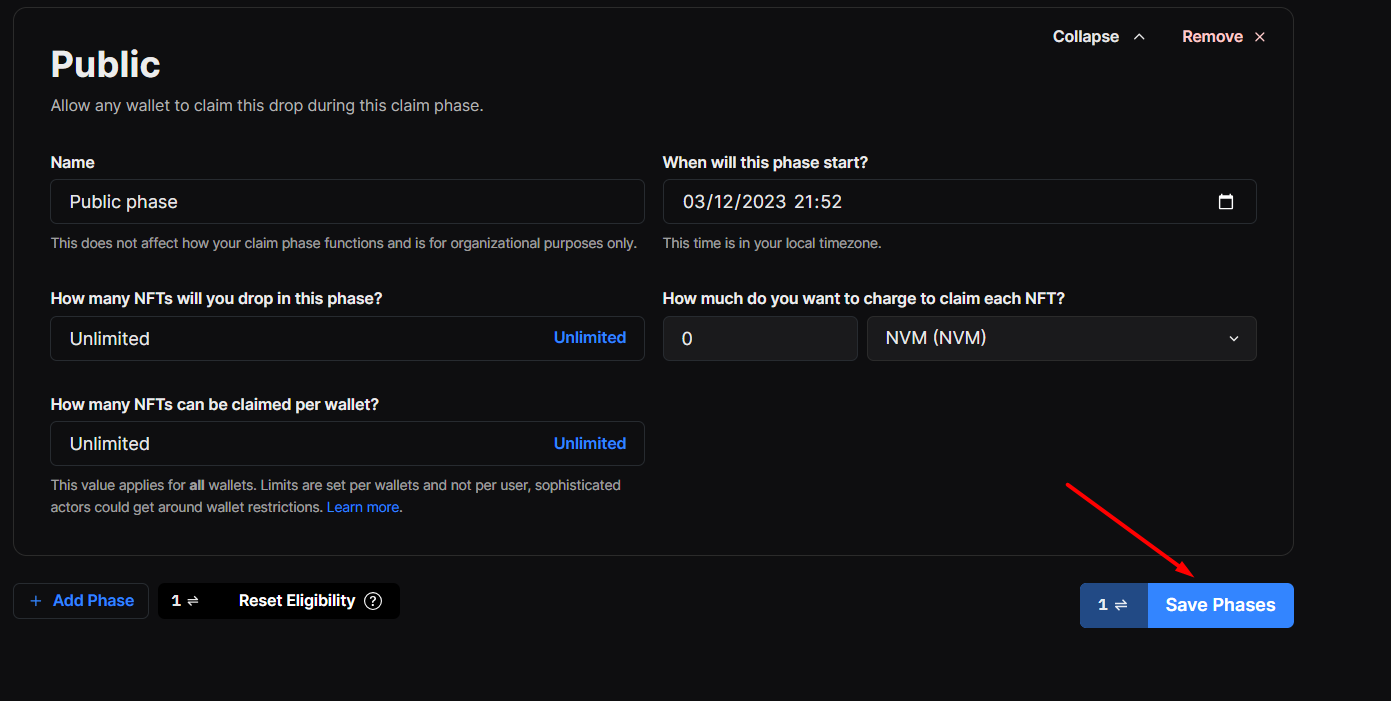 Collapse
Remove
Public
Allow any wallet to claim this drop during this claim phase.
Name
When will this phase start?
Public phase
03/12/2023 21:52
This does not affect how your claim phase functions and is for organizational purposes only.
This time is in your local timezone.
How many NFTs will you drop in this phase?
How much do you want to charge to claim each NFT?
Unlimited
Unlimited
0
NVM (NVM)
How many NFTs can be claimed per wallet?
Unlimited
Unlimited
This value applies for all wallets. Limits are set per wallets and not per user, sophisticated
actors could get around wallet restrictions. Learn more.
+ Add Phase
1 ⇌
Reset Eligibility ?
1 ⇌
Save Phases